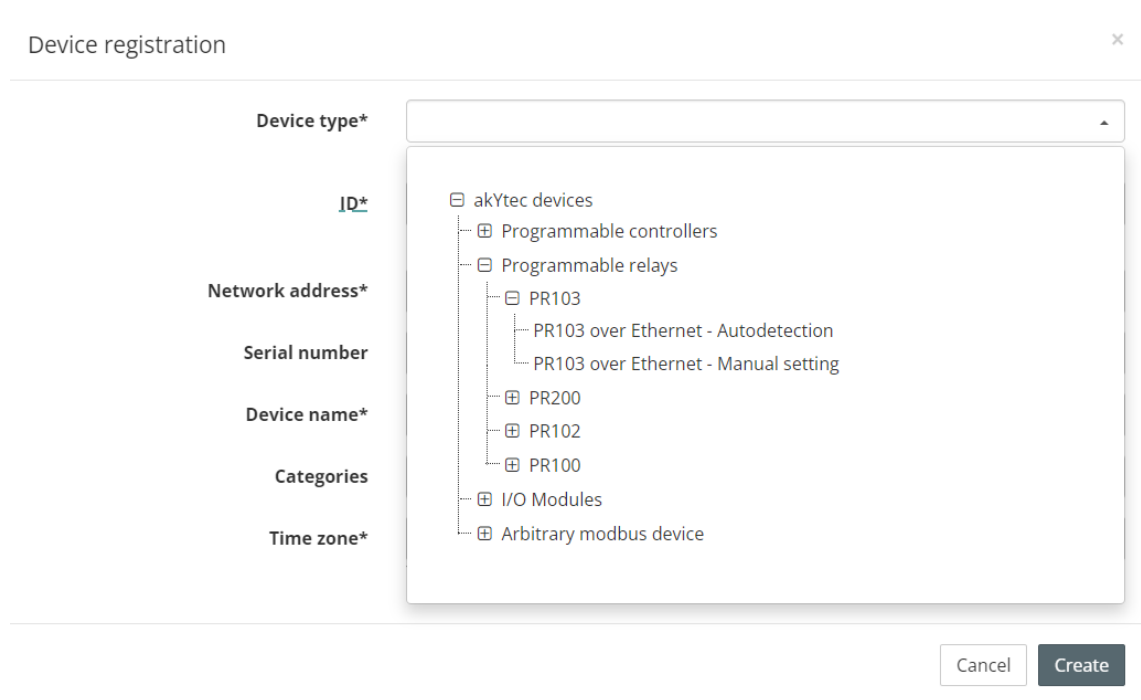 Device registration
×
Device type*
akYtec devices
ID*
Programmable controllers
Programmable relays
Network address*
PR103
PR103 over Ethernet - Autodetection
Serial number
PR103 over Ethernet - Manual setting
PR200
Device name*
PR102
PR100
Categories
I/O Modules
Time zone*
Arbitrary modbus device
Cancel Create